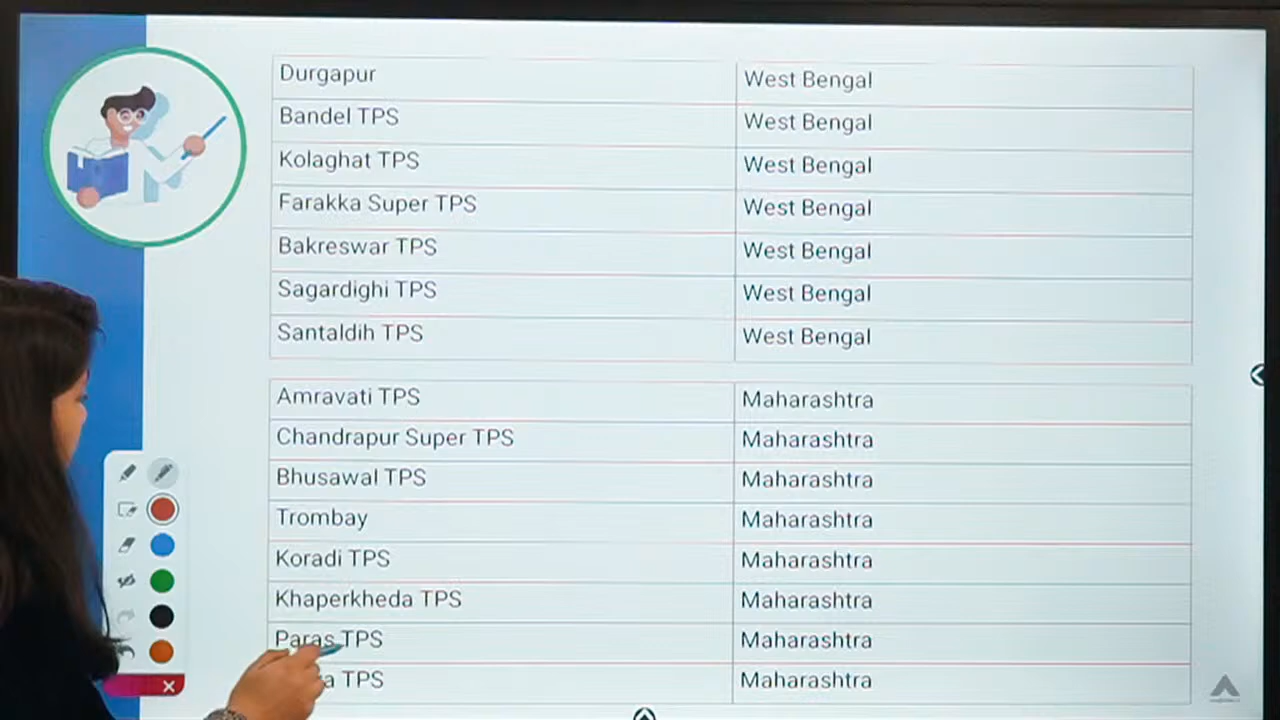 Durgapur West Bengal
Bandel TPS West Bengal
Kolaghat TPS West Bengal
Farakka Super TPS West Bengal
Bakreswar TPS West Bengal
Sagardighi TPS West Bengal
Santaldih TPS West Bengal
Amravati TPS Maharashtra
Chandrapur Super TPS Maharashtra
Bhusawal TPS Maharashtra
Trombay Maharashtra
Koradi TPS Maharashtra
Khaperkheda TPS Maharashtra
Paras TPS Maharashtra
TPS Maharashtra